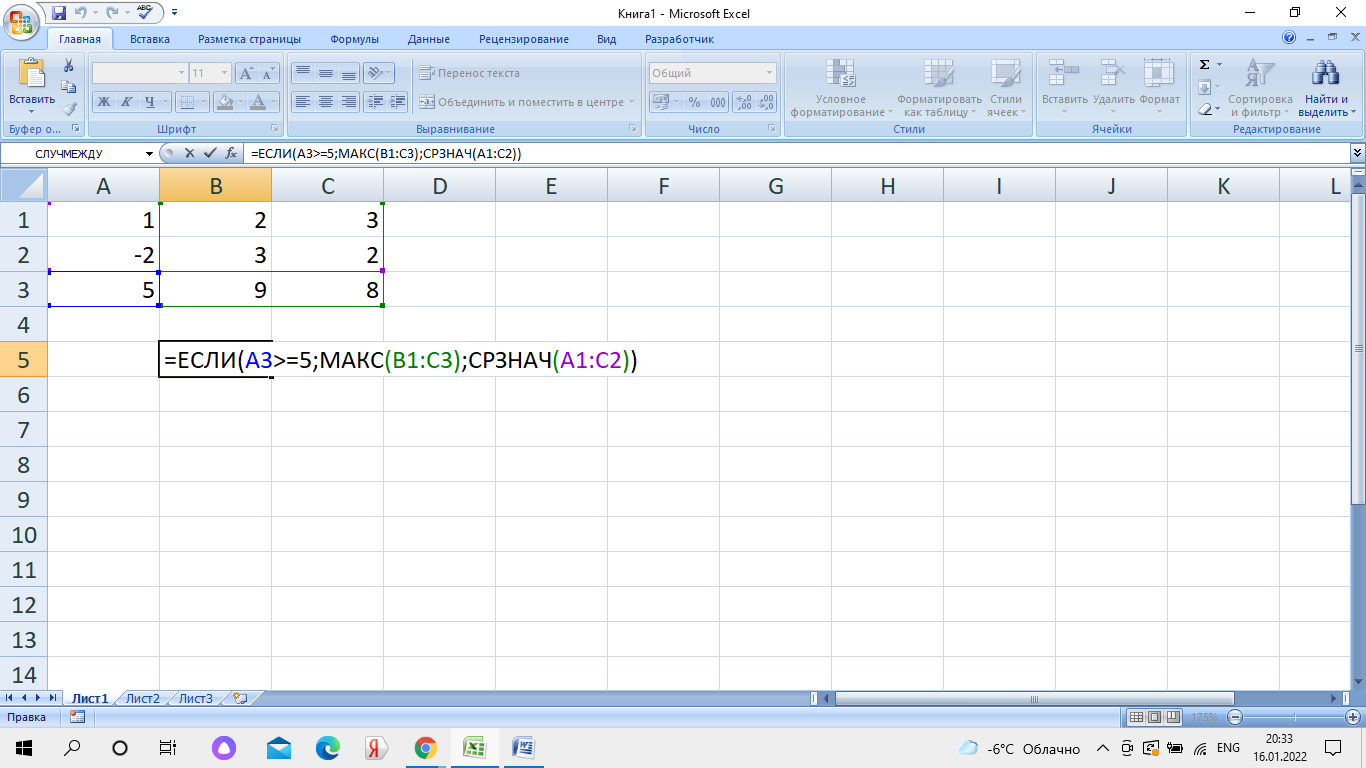 ABC
Книга1 - Microsoft Excel
Главная Вставка Разметка страницы Формулы Данные Рецензирование Вид Разработчик
Вставить
Буфер о...
11
Ж К Ч
Шрифт
Перенос текста
Объединить и поместить в центре
Выравнивание
Общий
% 000
Число
Условное форматирование
Форматировать как таблицу
Стили ячеек
Стили
Вставить Удалить Формат
Ячейки
Σ
Сортировка и фильтр
Найти и выделить
Редактирование
СЛУЧМЕЖДУ fx =ЕСЛИ(A3>=5;МАКС(B1:C3);СРЗНАЧ(A1:C2))
A B C D E F G H I J K L
1 1 2 3
2 -2 3 2
3 5 9 8
4
5 =ЕСЛИ(A3>=5;МАКС(B1:C3);СРЗНАЧ(A1:C2))
6
7
8
9
10
11
12
13
14
Лист1 Лист2 Лист3
Правка 175%
-6°C Облачно ENG 20:33
16.01.2022